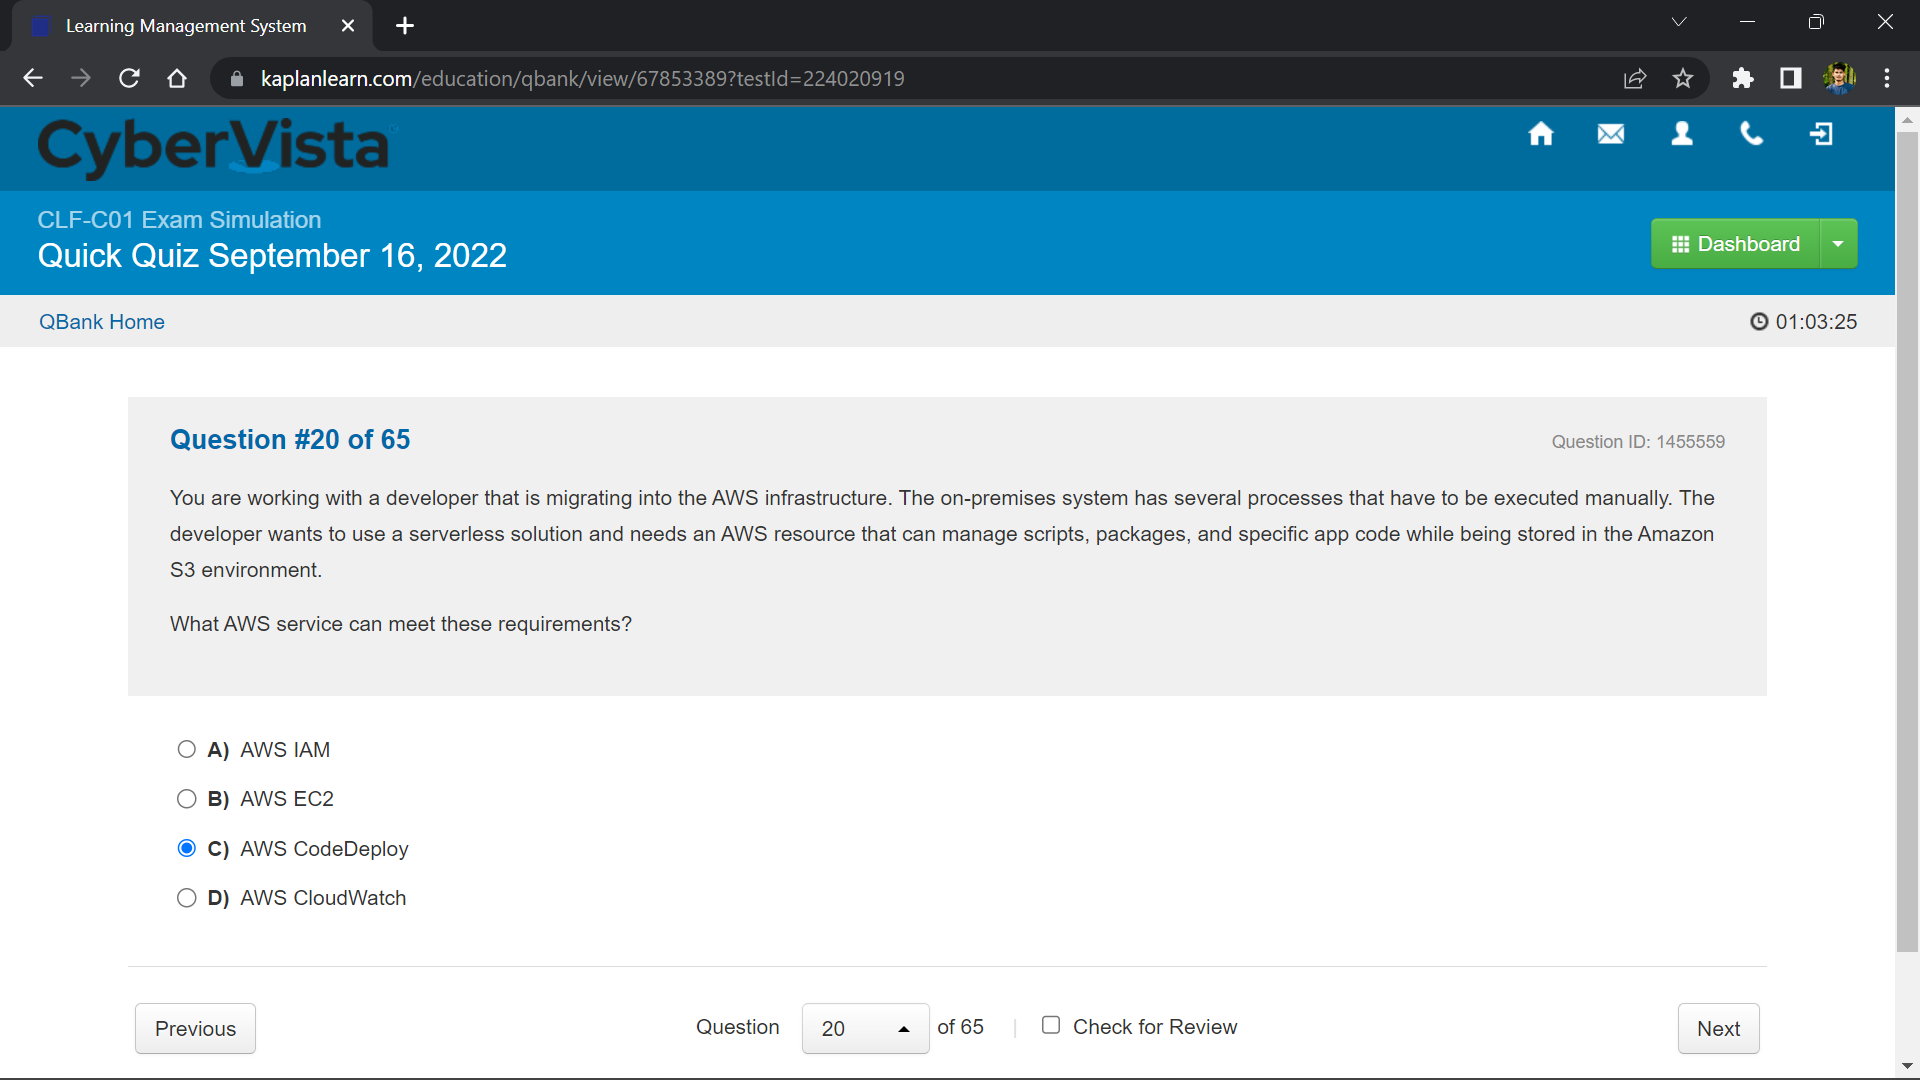 Learning Management System
kaplanlearn.com/education/qbank/view/67853389?testId=224020919
CyberVista
CLF-C01 Exam Simulation
Quick Quiz September 16, 2022
Dashboard
QBank Home
01:03:25
Question #20 of 65
Question ID: 1455559
You are working with a developer that is migrating into the AWS infrastructure. The on-premises system has several processes that have to be executed manually. The
developer wants to use a serverless solution and needs an AWS resource that can manage scripts, packages, and specific app code while being stored in the Amazon
S3 environment.
What AWS service can meet these requirements?
A) AWS IAM
B) AWS EC2
C) AWS CodeDeploy
D) AWS CloudWatch
Previous
Question 20 of 65 | Check for Review
Next